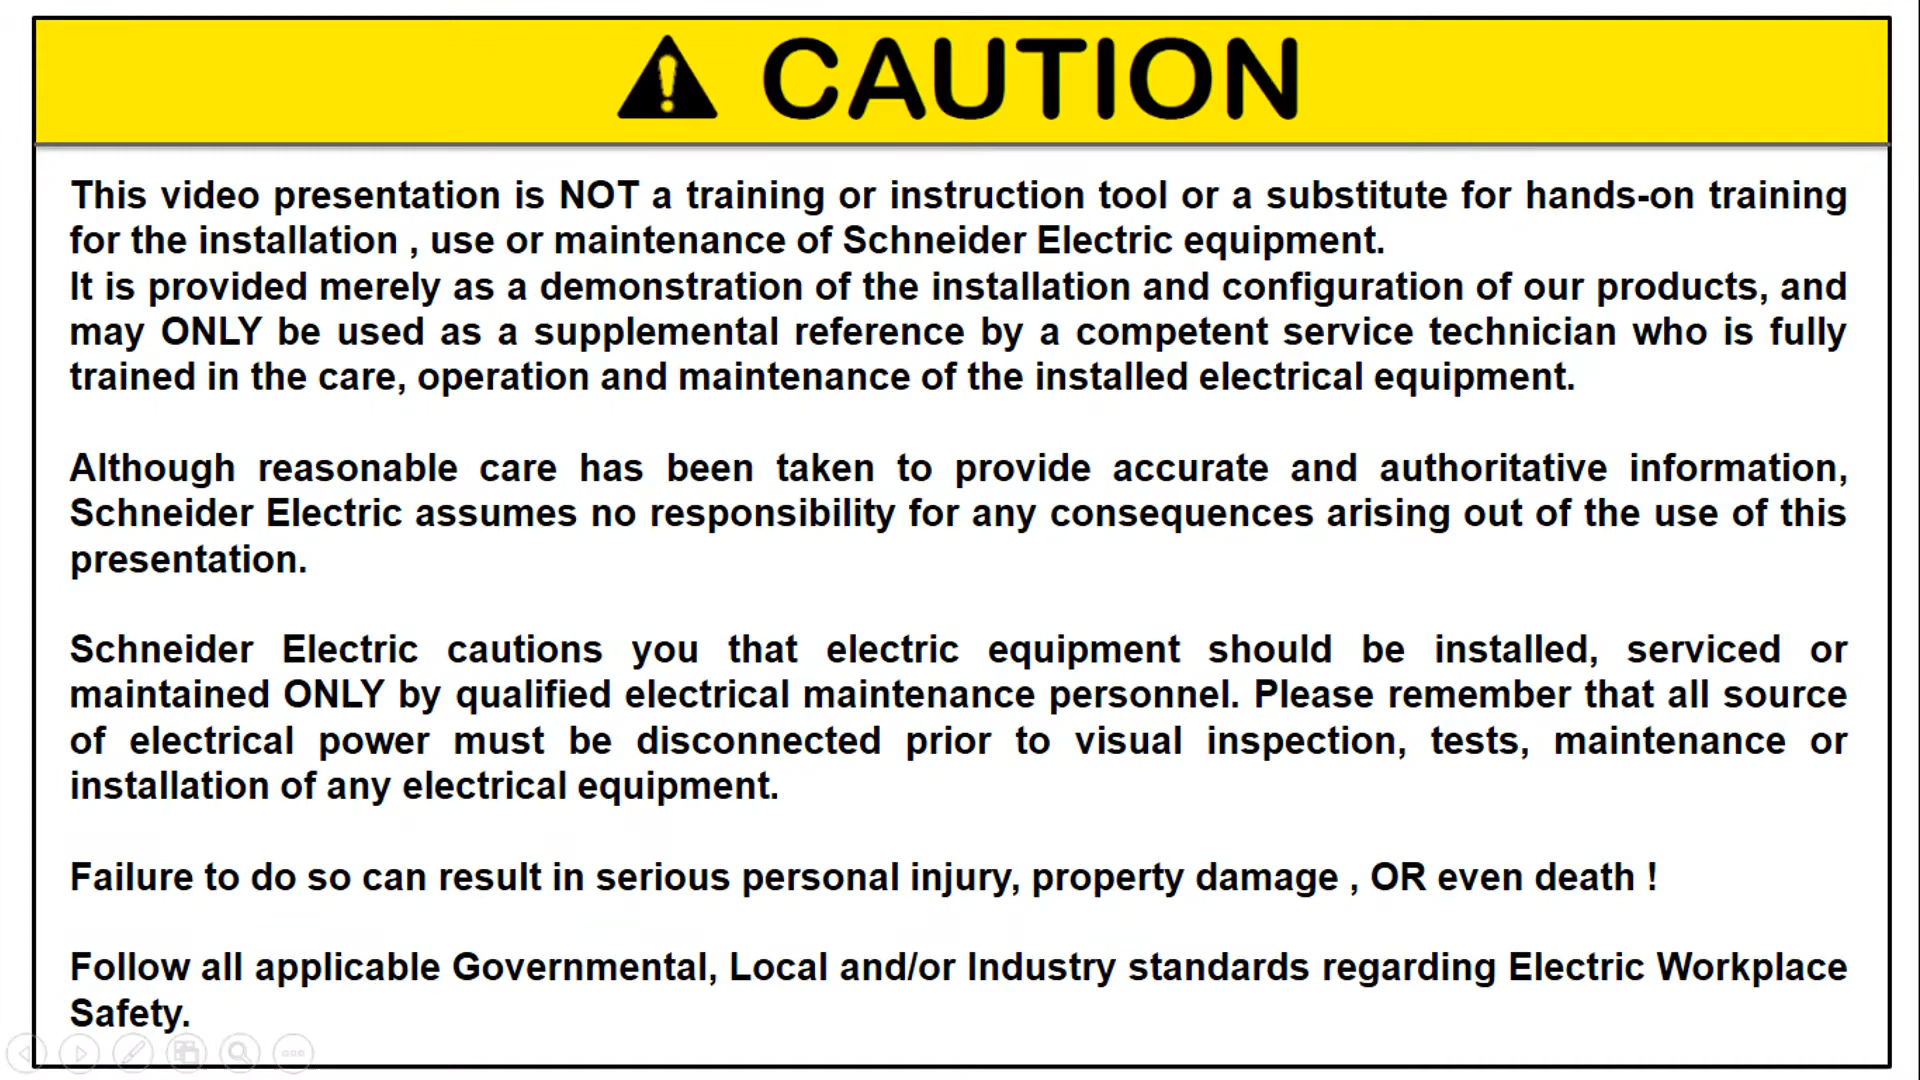 CAUTION
This video presentation is NOT a training or instruction tool or a substitute for hands-on training
for the installation , use or maintenance of Schneider Electric equipment.
It is provided merely as a demonstration of the installation and configuration of our products, and
may ONLY be used as a supplemental reference by a competent service technician who is fully
trained in the care, operation and maintenance of the installed electrical equipment.
Although reasonable care has been taken to provide accurate and authoritative information,
Schneider Electric assumes no responsibility for any consequences arising out of the use of this
presentation.
Schneider Electric cautions you that electric equipment should be installed, serviced or
maintained ONLY by qualified electrical maintenance personnel. Please remember that all source
of electrical power must be disconnected prior to visual inspection, tests, maintenance or
installation of any electrical equipment.
Failure to do so can result in serious personal injury, property damage , OR even death !
Follow all applicable Governmental, Local and/or Industry standards regarding Electric Workplace
Safety.